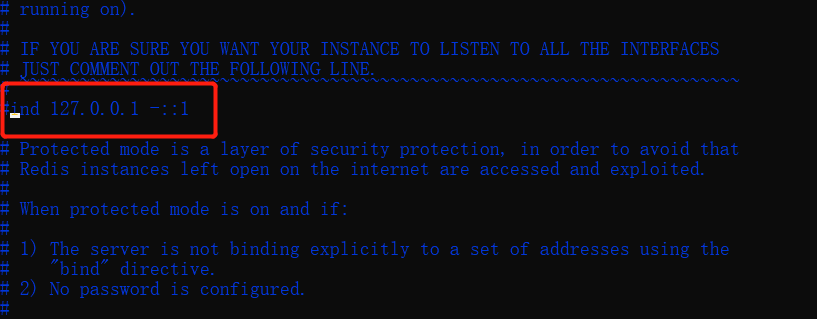 # running on).
#
# IF YOU ARE SURE YOU WANT YOUR INSTANCE TO LISTEN TO ALL THE INTERFACES
# JUST COMMENT OUT THE FOLLOWING LINE.
# ~~~~~~~~~~~~~~~~~~~~~~~~~~~~~~~~~~~~~~~~~~~~~~~~~~~~~~~~~~~~~~~~~~~~~~~~
#ind 127.0.0.1 -::1
#
# Protected mode is a layer of security protection, in order to avoid that
# Redis instances left open on the internet are accessed and exploited.
#
# When protected mode is on and if:
#
# 1) The server is not binding explicitly to a set of addresses using the
#    "bind" directive.
# 2) No password is configured.
#